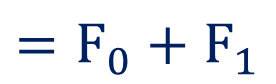 = F₀ + F₁